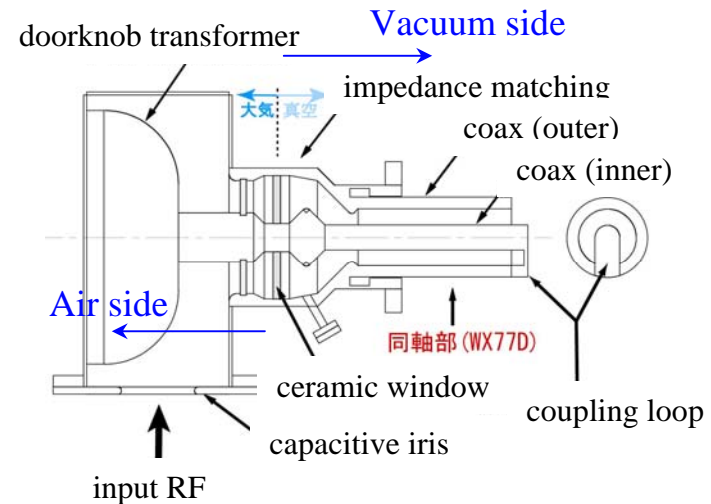 Vacuum side
doorknob transformer
impedance matching
大気 真空
coax (outer)
coax (inner)
Air side
同軸部(WX77D)
ceramic window
coupling loop
capacitive iris
input RF